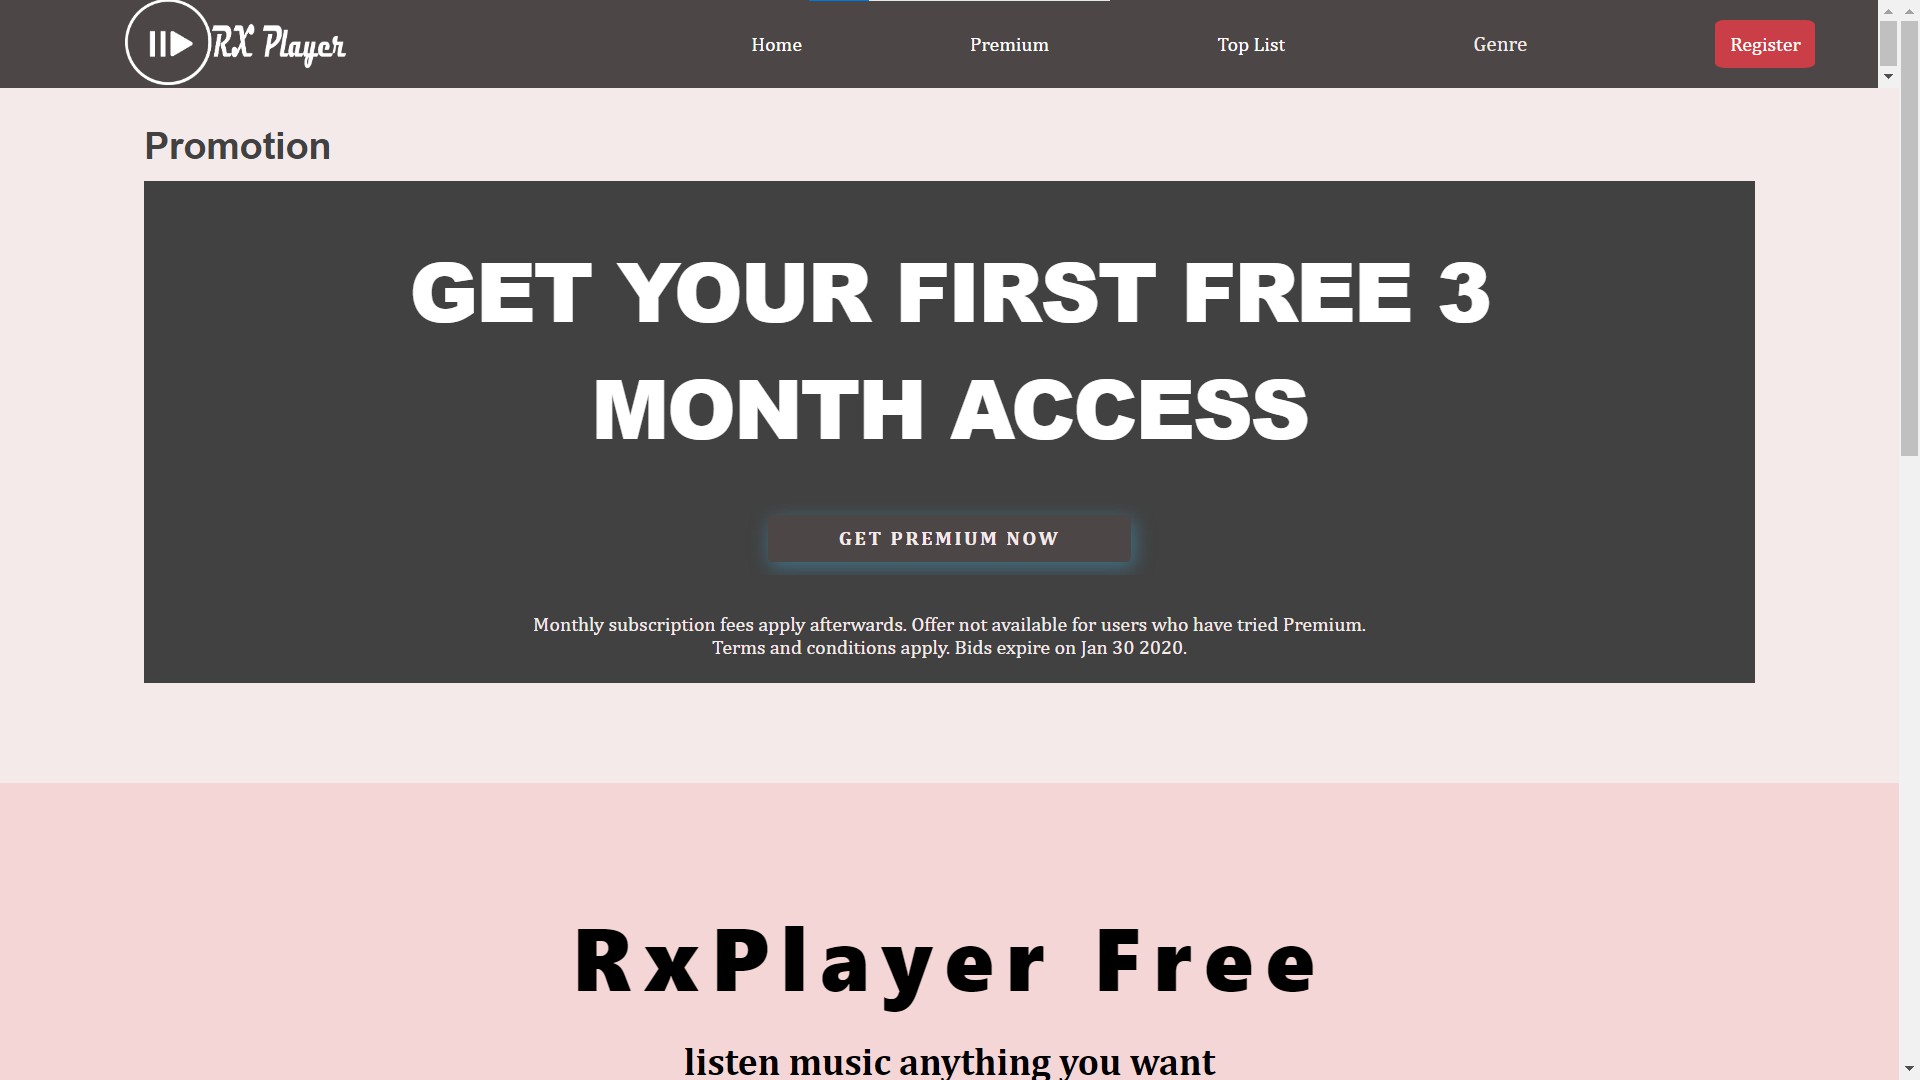 RX Player
Home
Premium
Top List
Genre
Register
Promotion
GET YOUR FIRST FREE 3
MONTH ACCESS
GET PREMIUM NOW
Monthly subscription fees apply afterwards. Offer not available for users who have tried Premium.
Terms and conditions apply. Bids expire on Jan 30 2020.
RxPlayer Free
listen music anything you want